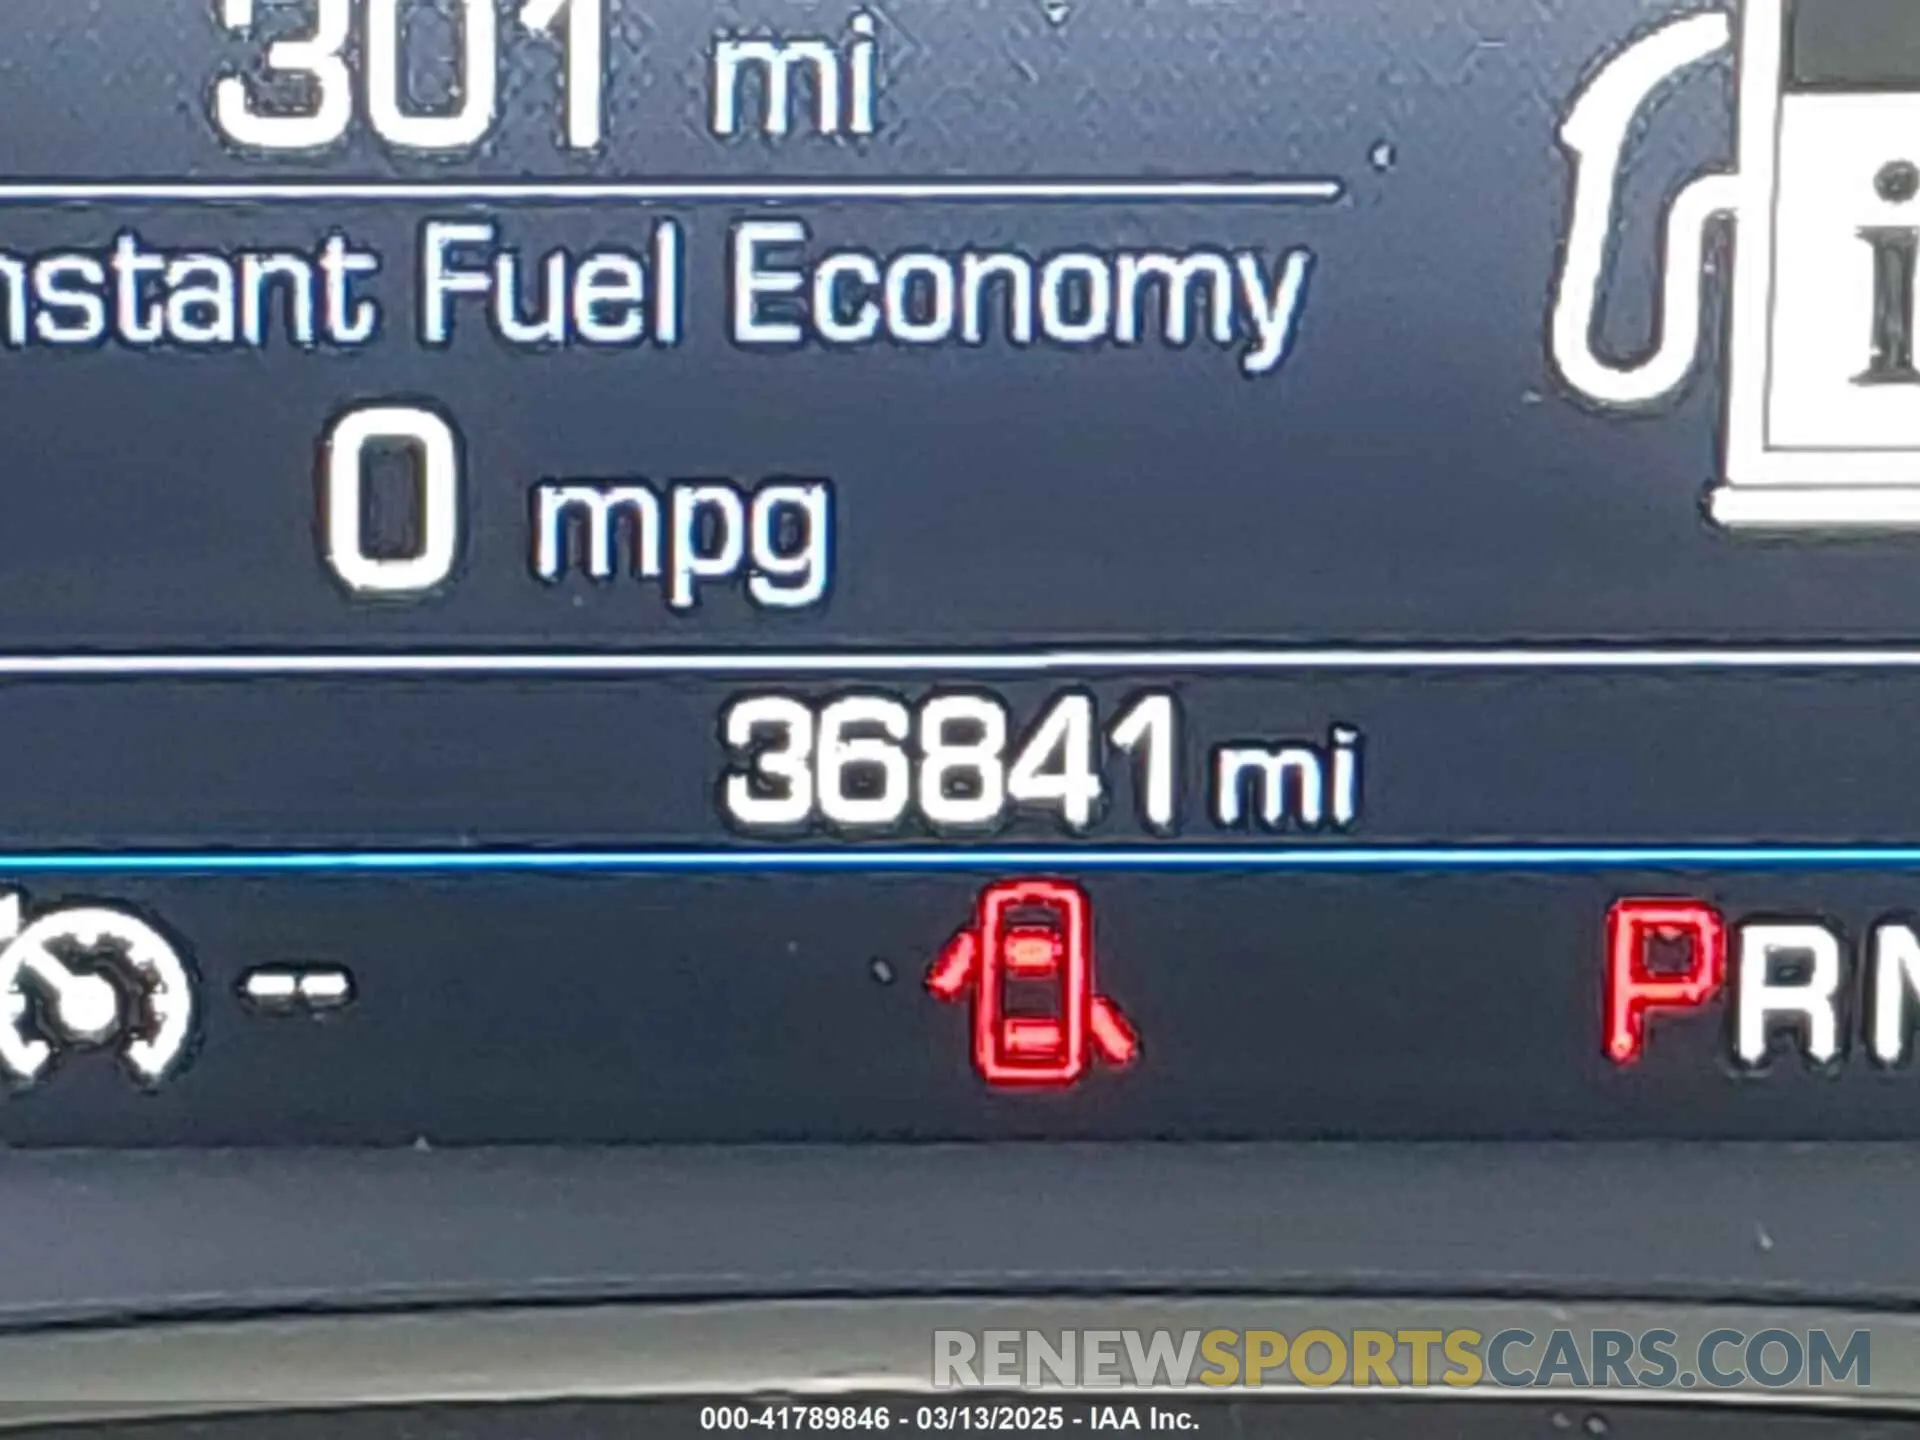 301 mi
nstant Fuel Economy
0 mpg
i
36841 mi
--
PRN
RENEWSPORTSCARS.COM
000-41789846 - 03/13/2025 - IAA Inc.